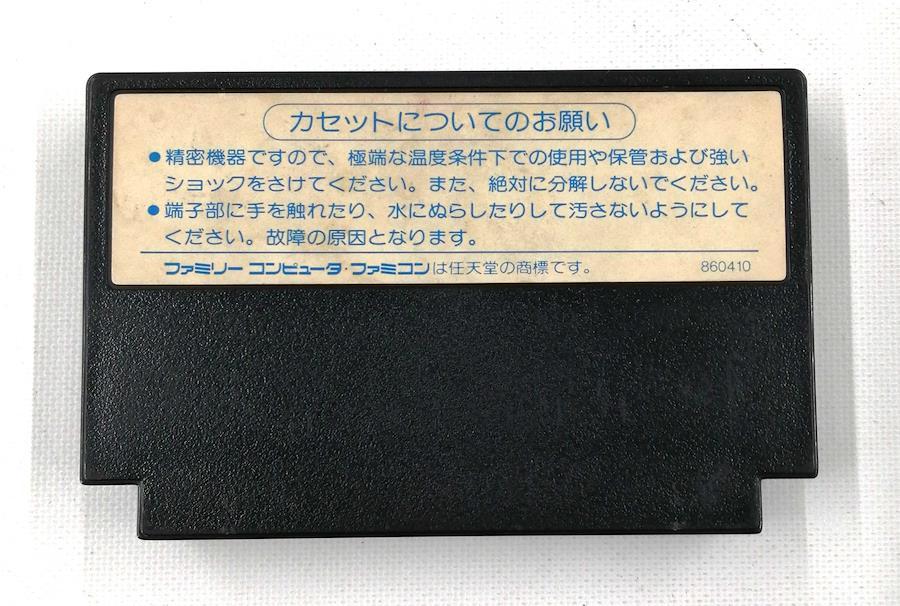 カセットについてのお願い
●精密機器ですので、極端な温度条件下での使用や保管および強い
ショックをさけてください。また、絶対に分解しないでください。
●端子部に手を触れたり、水にぬらしたりして汚さないようにして
ください。故障の原因となります。
ファミリー コンピュータ・ファミコンは任天堂の商標です。 860410